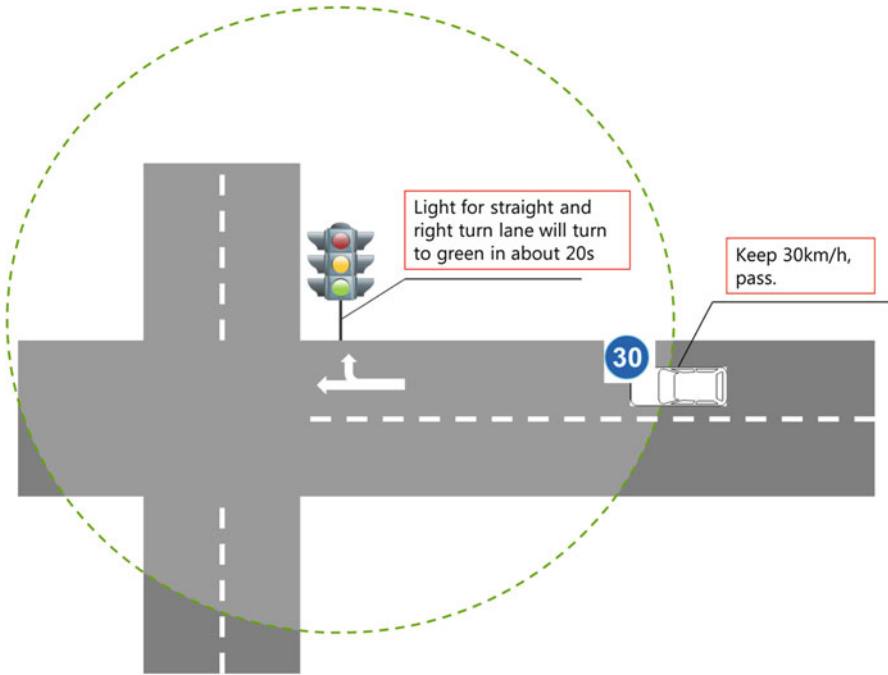 Light for straight and
right turn lane will turn
to green in about 20s
Keep 30km/h,
pass.
30